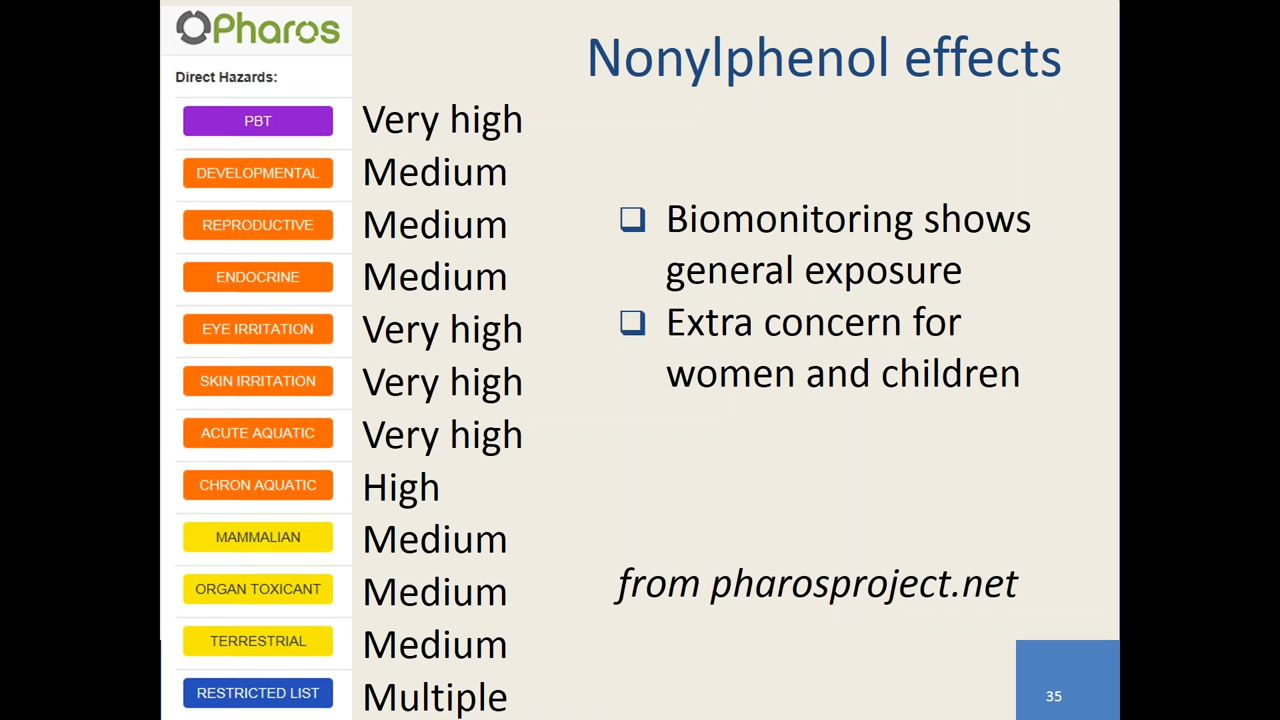 Pharos
Nonylphenol effects
Direct Hazards:
PBT Very high
DEVELOPMENTAL Medium
REPRODUCTIVE Medium
ENDOCRINE Medium
EYE IRRITATION Very high
SKIN IRRITATION Very high
ACUTE AQUATIC Very high
CHRON AQUATIC High
MAMMALIAN Medium
ORGAN TOXICANT Medium
TERRESTRIAL Medium
RESTRICTED LIST Multiple
❑ Biomonitoring shows
general exposure
❑ Extra concern for
women and children
from pharosproject.net
35